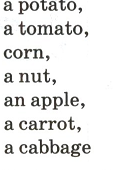 a potato,
a tomato,
corn,
a nut,
an apple,
a carrot,
a cabbage